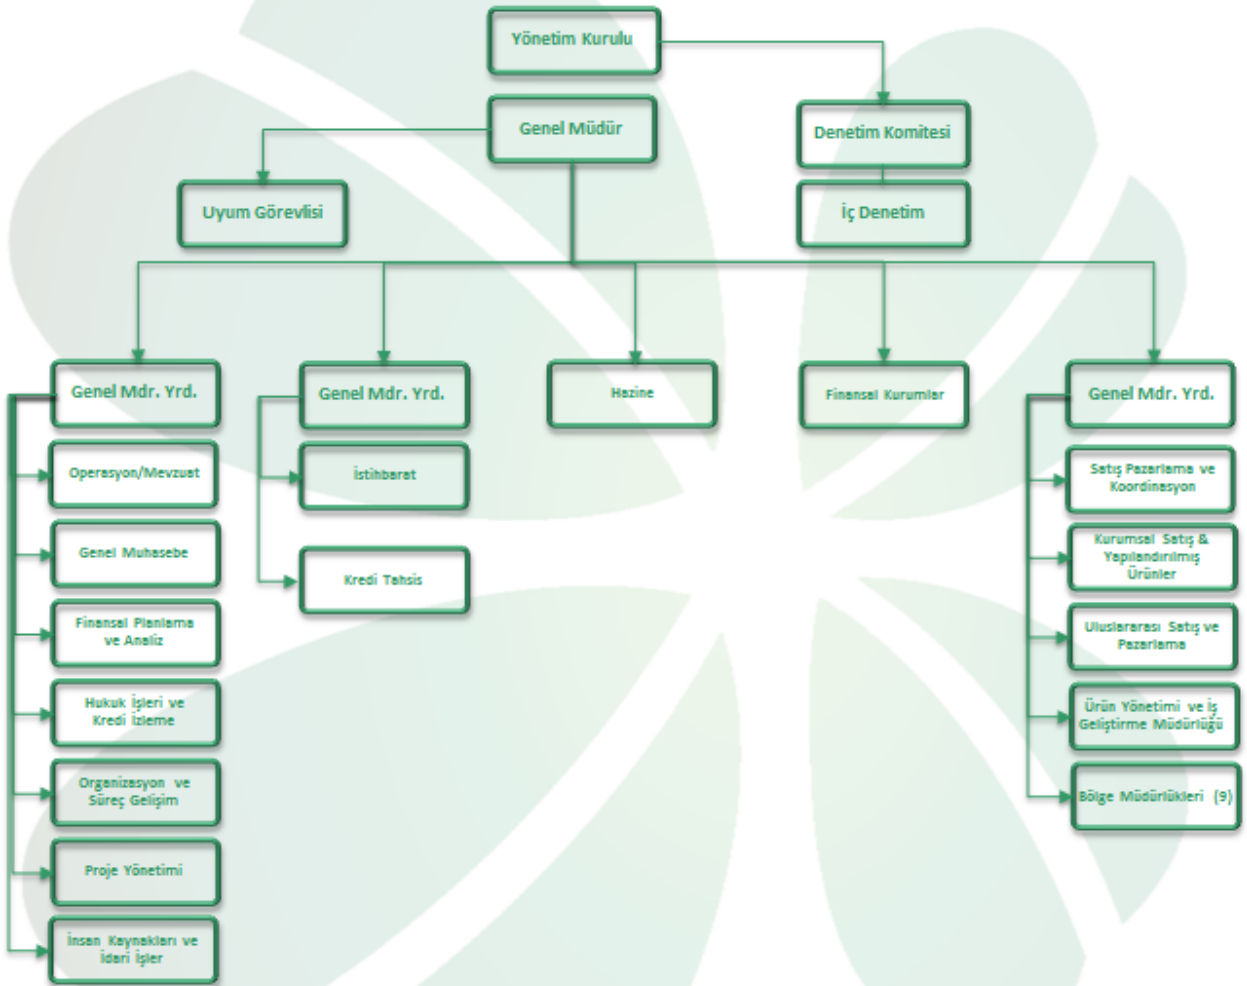 Yönetim Kurulu
Genel Müdür
Denetim Komitesi
Uyum Görevlisi
İç Denetim
Genel Mdr. Yrd.
Genel Mdr. Yrd.
Hazine
Finansal Kurumlar
Genel Mdr. Yrd.
Operasyon/Mevzuat
Genel Muhasebe
Finansal Planlama
ve Analiz
Hukuk İşleri ve
Kredi İzleme
Organizasyon ve
Süreç Gelişim
Proje Yönetimi
İnsan Kaynakları ve
İdari İşler
İstihbarat
Kredi Tahsis
Satış Pazarlama ve
Koordinasyon
Kurumsal Satış &
Yapılandırılmış
Ürünler
Uluslararası Satış ve
Pazarlama
Ürün Yönetimi ve İş
Geliştirme Müdürlüğü
Bölge Müdürlükleri (9)